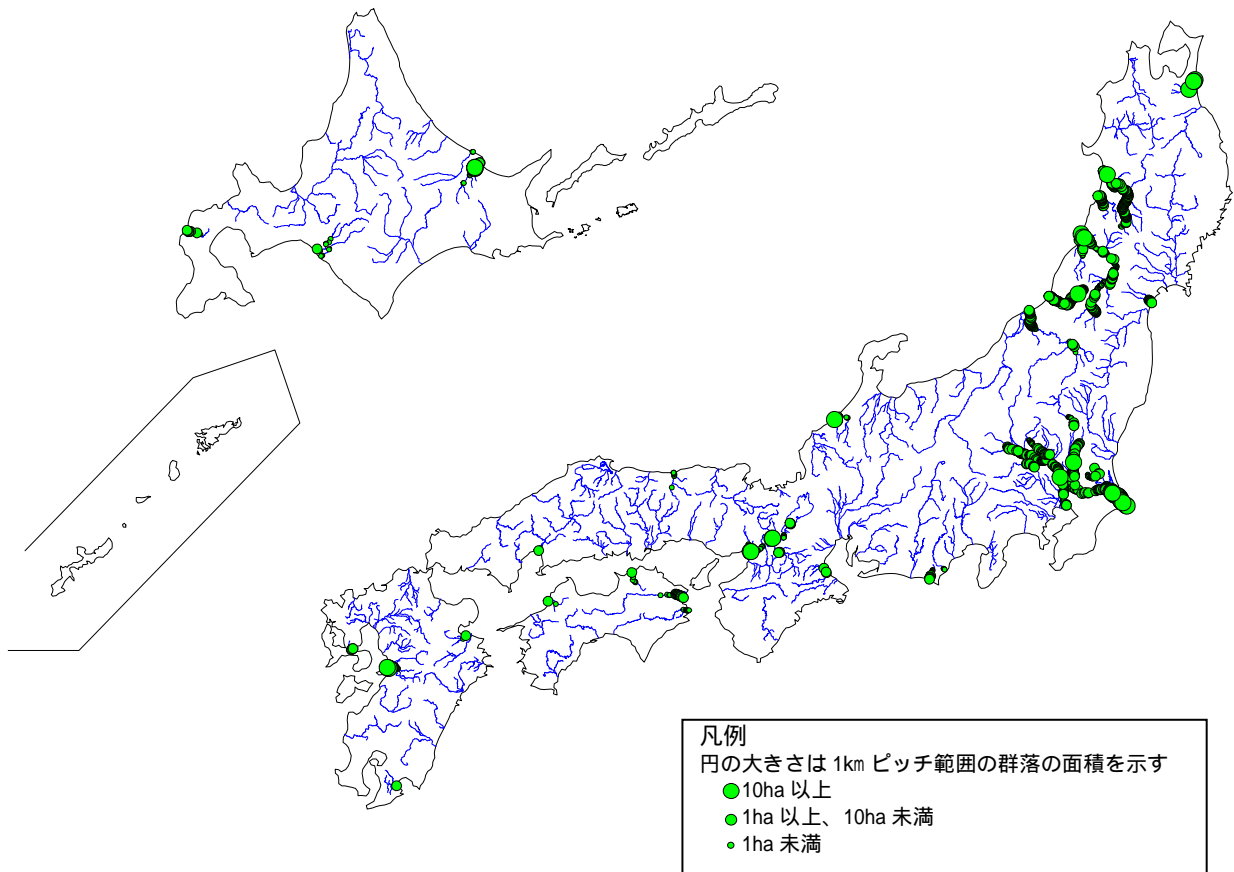 凡例
円の大きさは 1km ピッチ範囲の群落の面積を示す
10ha 以上
1ha 以上、10ha 未満
1ha 未満